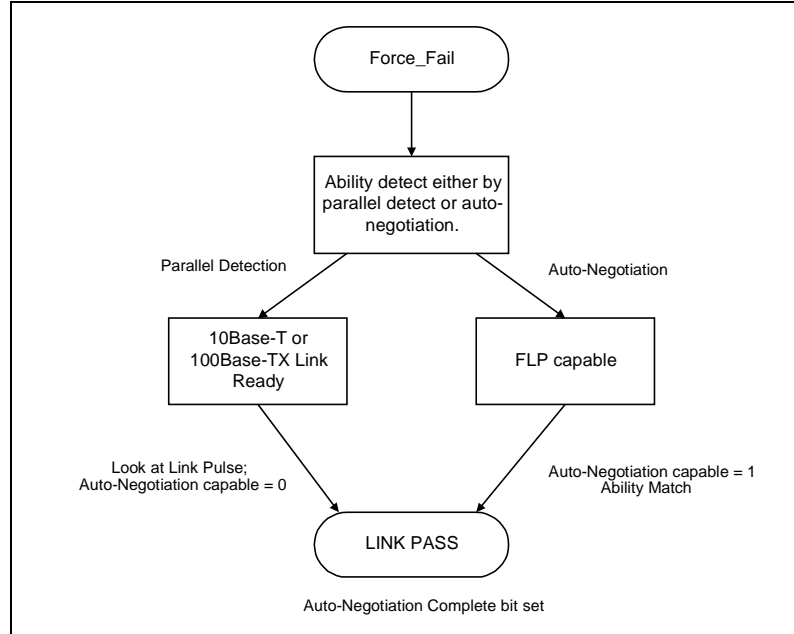 Force_Fail
Ability detect either by
parallel detect or auto-
negotiation.
Parallel Detection
Auto-Negotiation
10Base-T or
100Base-TX Link
Ready
FLP capable
Look at Link Pulse;
Auto-Negotiation capable = 0
Auto-Negotiation capable = 1
Ability Match
LINK PASS
Auto-Negotiation Complete bit set